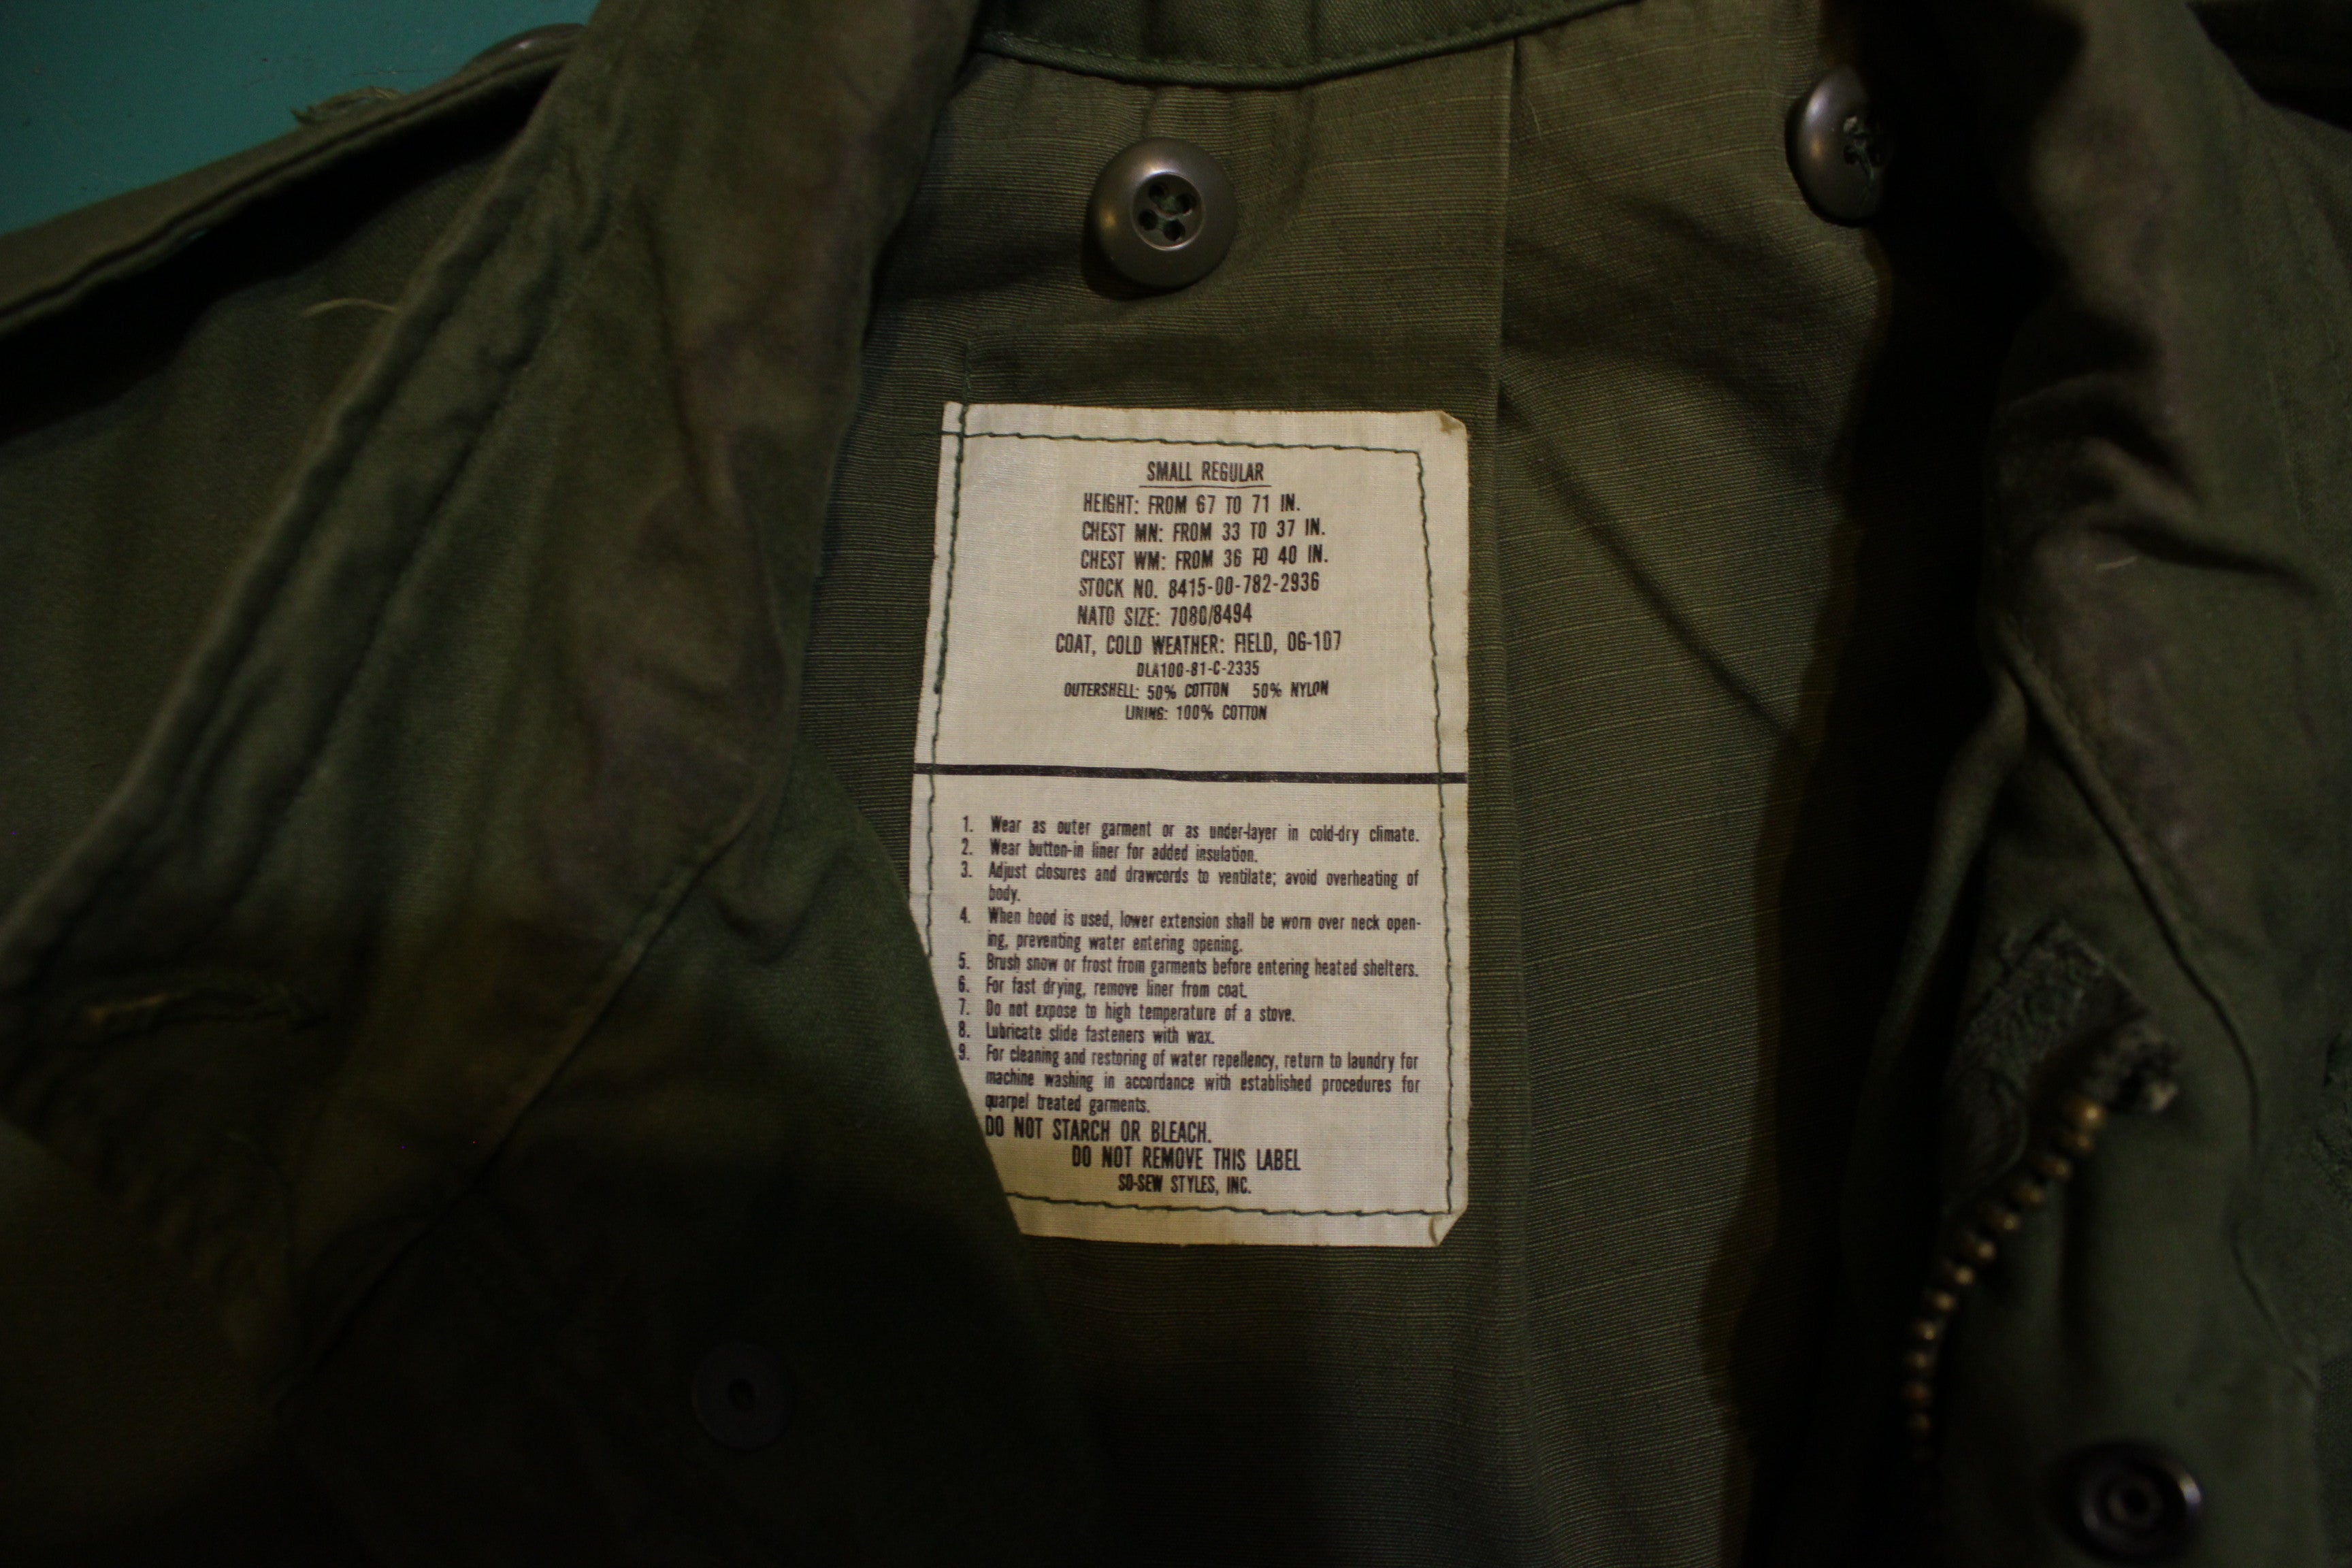 SMALL REGULAR
HEIGHT: FROM 67 TO 71 IN.
CHEST MN: FROM 33 TO 37 IN.
CHEST WM: FROM 36 TO 40 IN.
STOCK NO. 8415-00-782-2936
NATO SIZE: 7080/8494
COAT, COLD WEATHER: FIELD, OG-107
DLA100-81-C-2335
OUTERSHELL: 50% COTTON 50% NYLON
LINING: 100% COTTON
1. Wear as outer garment or as under-layer in cold-dry climate.
2. Wear button-in liner for added insulation.
3. Adjust closures and drawcords to ventilate; avoid overheating of
body.
4. When hood is used, lower extension shall be worn over neck open-
ing, preventing water entering opening.
5. Brush snow or frost from garments before entering heated shelters.
6. For fast drying, remove liner from coat.
7. Do not expose to high temperature of a stove.
8. Lubricate slide fasteners with wax.
9. For cleaning and restoring of water repellency, return to laundry for
machine washing in accordance with established procedures for
quarpel treated garments.
DO NOT STARCH OR BLEACH.
DO NOT REMOVE THIS LABEL
SO-SEW STYLES, INC.